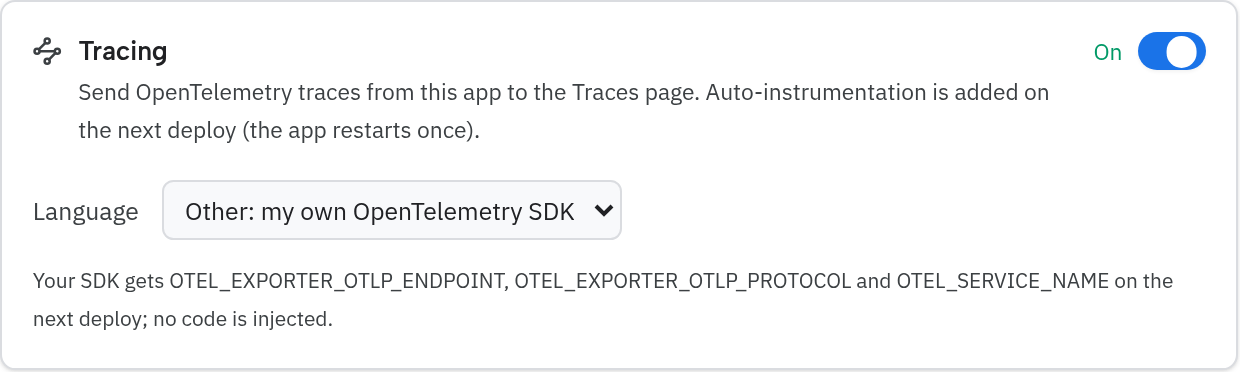 Tracing
On
Send OpenTelemetry traces from this app to the Traces page. Auto-instrumentation is added on
the next deploy (the app restarts once).
Language
Other: my own OpenTelemetry SDK
Your SDK gets OTEL_EXPORTER_OTLP_ENDPOINT, OTEL_EXPORTER_OTLP_PROTOCOL and OTEL_SERVICE_NAME on the
next deploy; no code is injected.